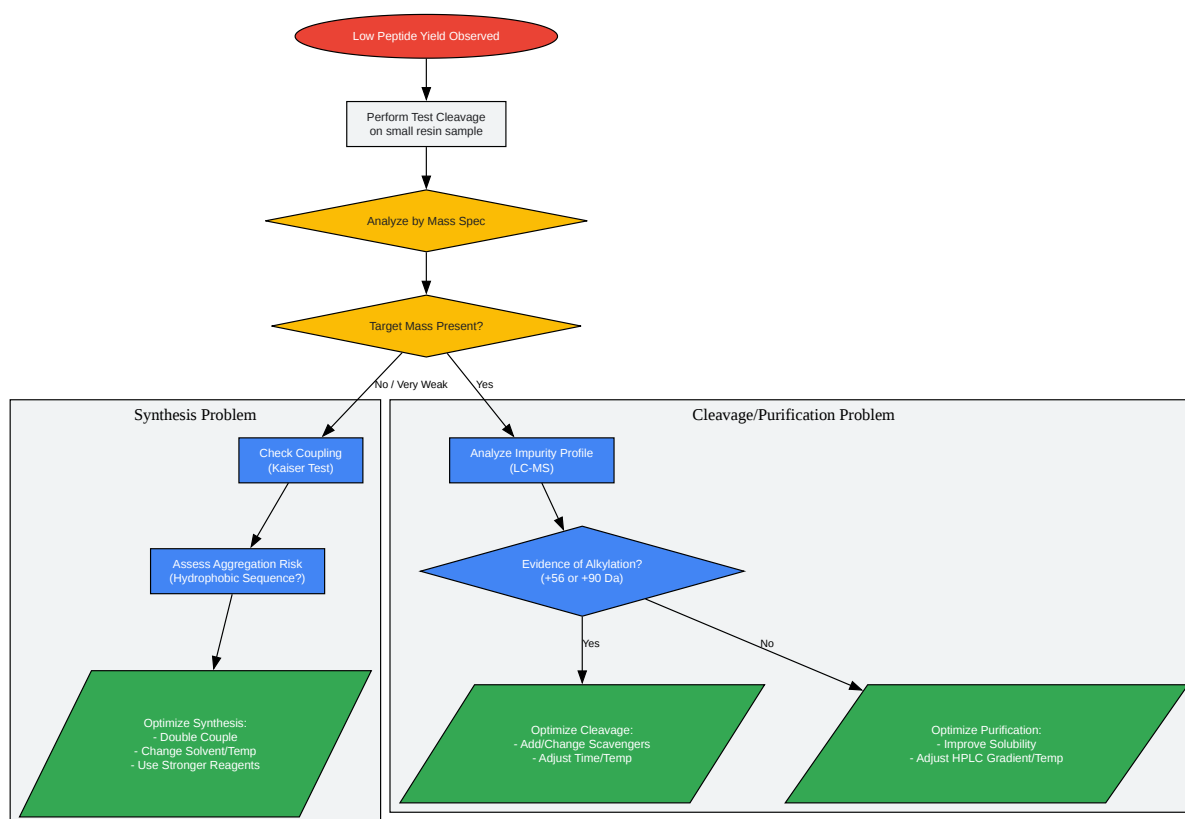 Low Peptide Yield Observed
Perform Test Cleavage
on small resin sample
Analyze by Mass Spec
Target Mass Present?
No / Very Weak
Yes
Synthesis Problem
Check Coupling
(Kaiser Test)
Assess Aggregation Risk
(Hydrophobic Sequence?)
Optimize Synthesis:
- Double Couple
- Change Solvent/Temp
- Use Stronger Reagents
Cleavage/Purification Problem
Analyze Impurity Profile
(LC-MS)
Evidence of Alkylation?
(+56 or +90 Da)
Yes
No
Optimize Cleavage:
- Add/Change Scavengers
- Adjust Time/Temp
Optimize Purification:
- Improve Solubility
- Adjust HPLC Gradient/Temp